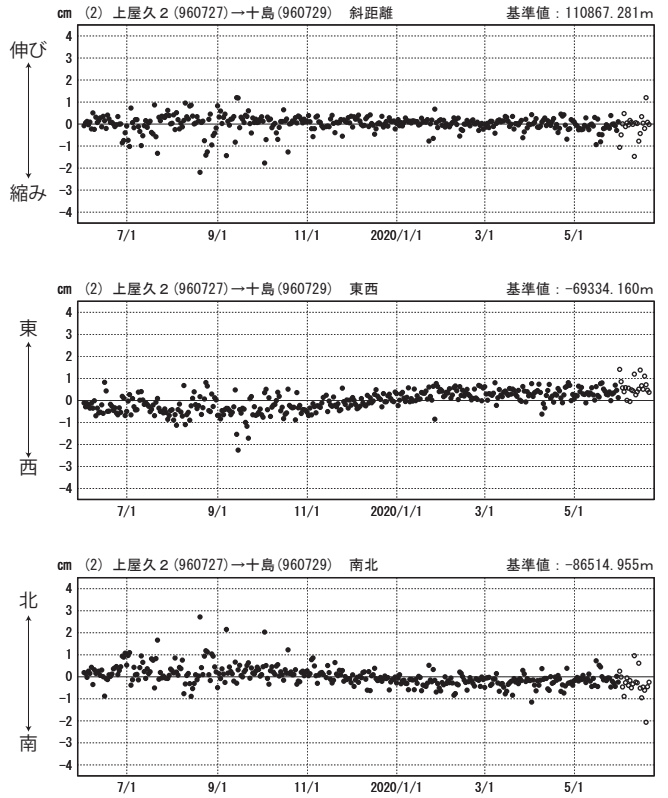 cm (2) 上屋久２(960727)→十島(960729) 斜距離 基準値：110867.281m
伸び
縮み
4
3
2
1
0
-1
-2
-3
-4
7/1 9/1 11/1 2020/1/1 3/1 5/1
cm (2) 上屋久２(960727)→十島(960729) 東西 基準値：-69334.160m
東
西
4
3
2
1
0
-1
-2
-3
-4
7/1 9/1 11/1 2020/1/1 3/1 5/1
cm (2) 上屋久２(960727)→十島(960729) 南北 基準値：-86514.955m
北
南
4
3
2
1
0
-1
-2
-3
-4
7/1 9/1 11/1 2020/1/1 3/1 5/1